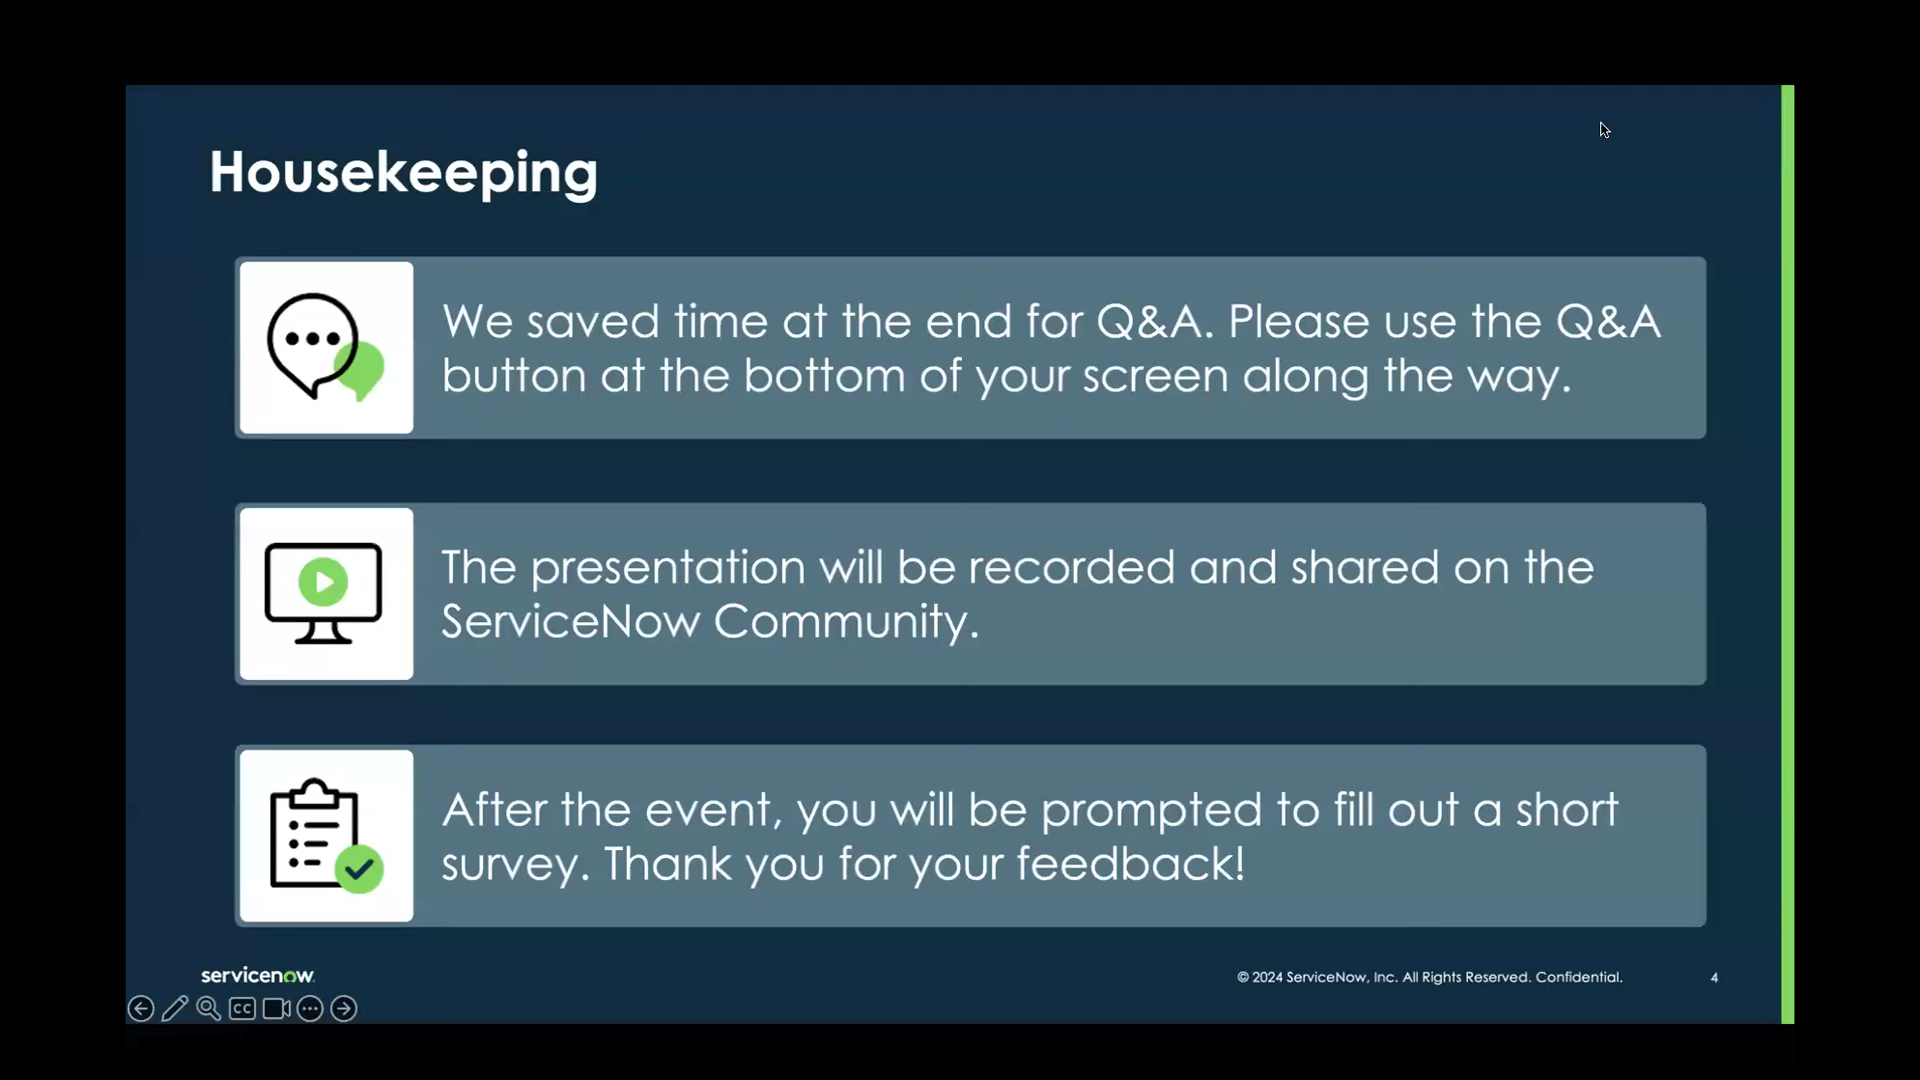 Housekeeping
We saved time at the end for Q&A. Please use the Q&A
button at the bottom of your screen along the way.
The presentation will be recorded and shared on the
ServiceNow Community.
After the event, you will be prompted to fill out a short
survey. Thank you for your feedback!
servicenow
© 2024 ServiceNow, Inc. All Rights Reserved. Confidential.
4
CC